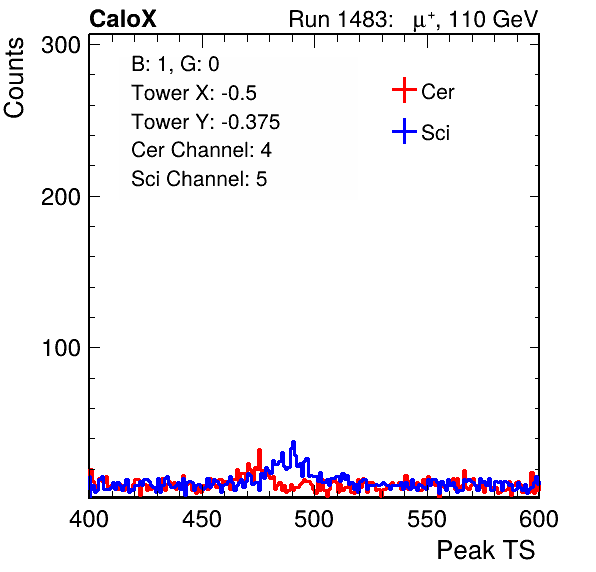 CaloX Run 1483: μ⁺, 110 GeV
Counts
B: 1, G: 0
Tower X: -0.5
Tower Y: -0.375
Cer Channel: 4
Sci Channel: 5
Cer
Sci
300
200
100
400 450 500 550 600
Peak TS